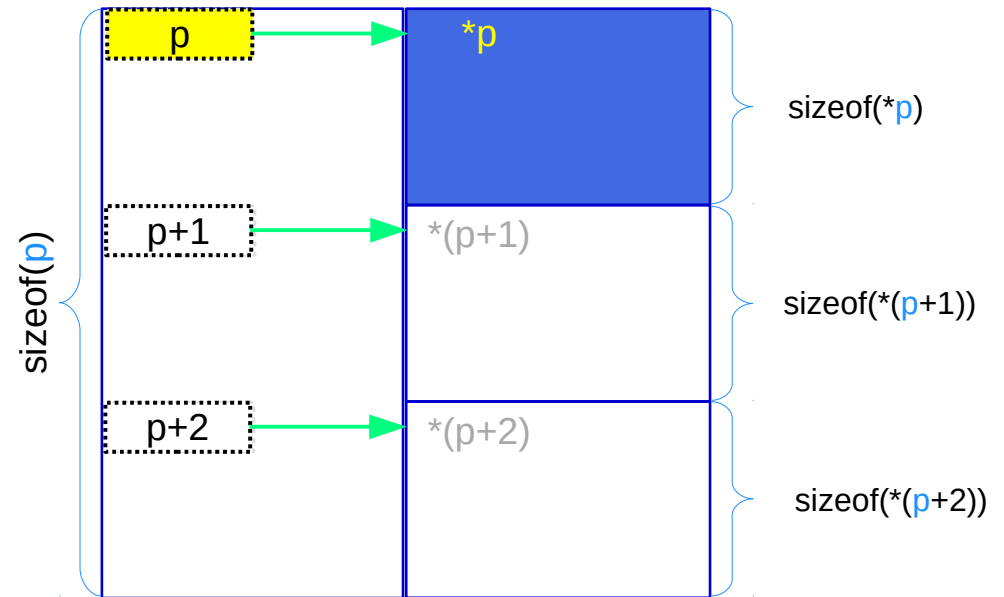 sizeof(p)
p
*p
sizeof(*p)
p+1
*(p+1)
sizeof(*(p+1))
p+2
*(p+2)
sizeof(*(p+2))